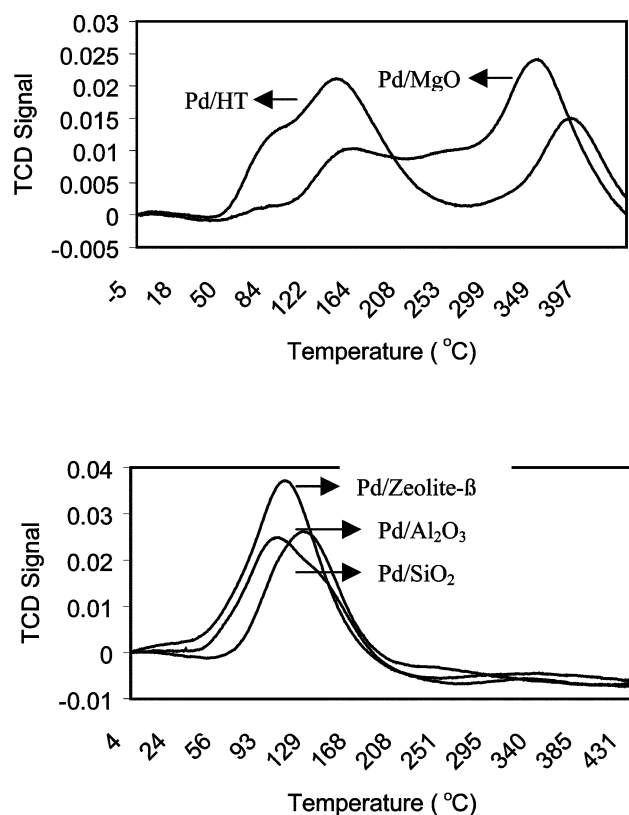 0.03
0.025
0.02
0.015
0.01
0.005
0
-0.005
TCD Signal
Pd/HT
Pd/MgO
-5 18 50 84 122 164 208 253 299 349 397
Temperature ( °C)
0.04
0.03
0.02
0.01
0
-0.01
TCD Signal
Pd/Zeolite-ß
Pd/Al₂O₃
Pd/SiO₂
4 24 56 93 129 168 208 251 295 340 385 431
Temperature ( °C)